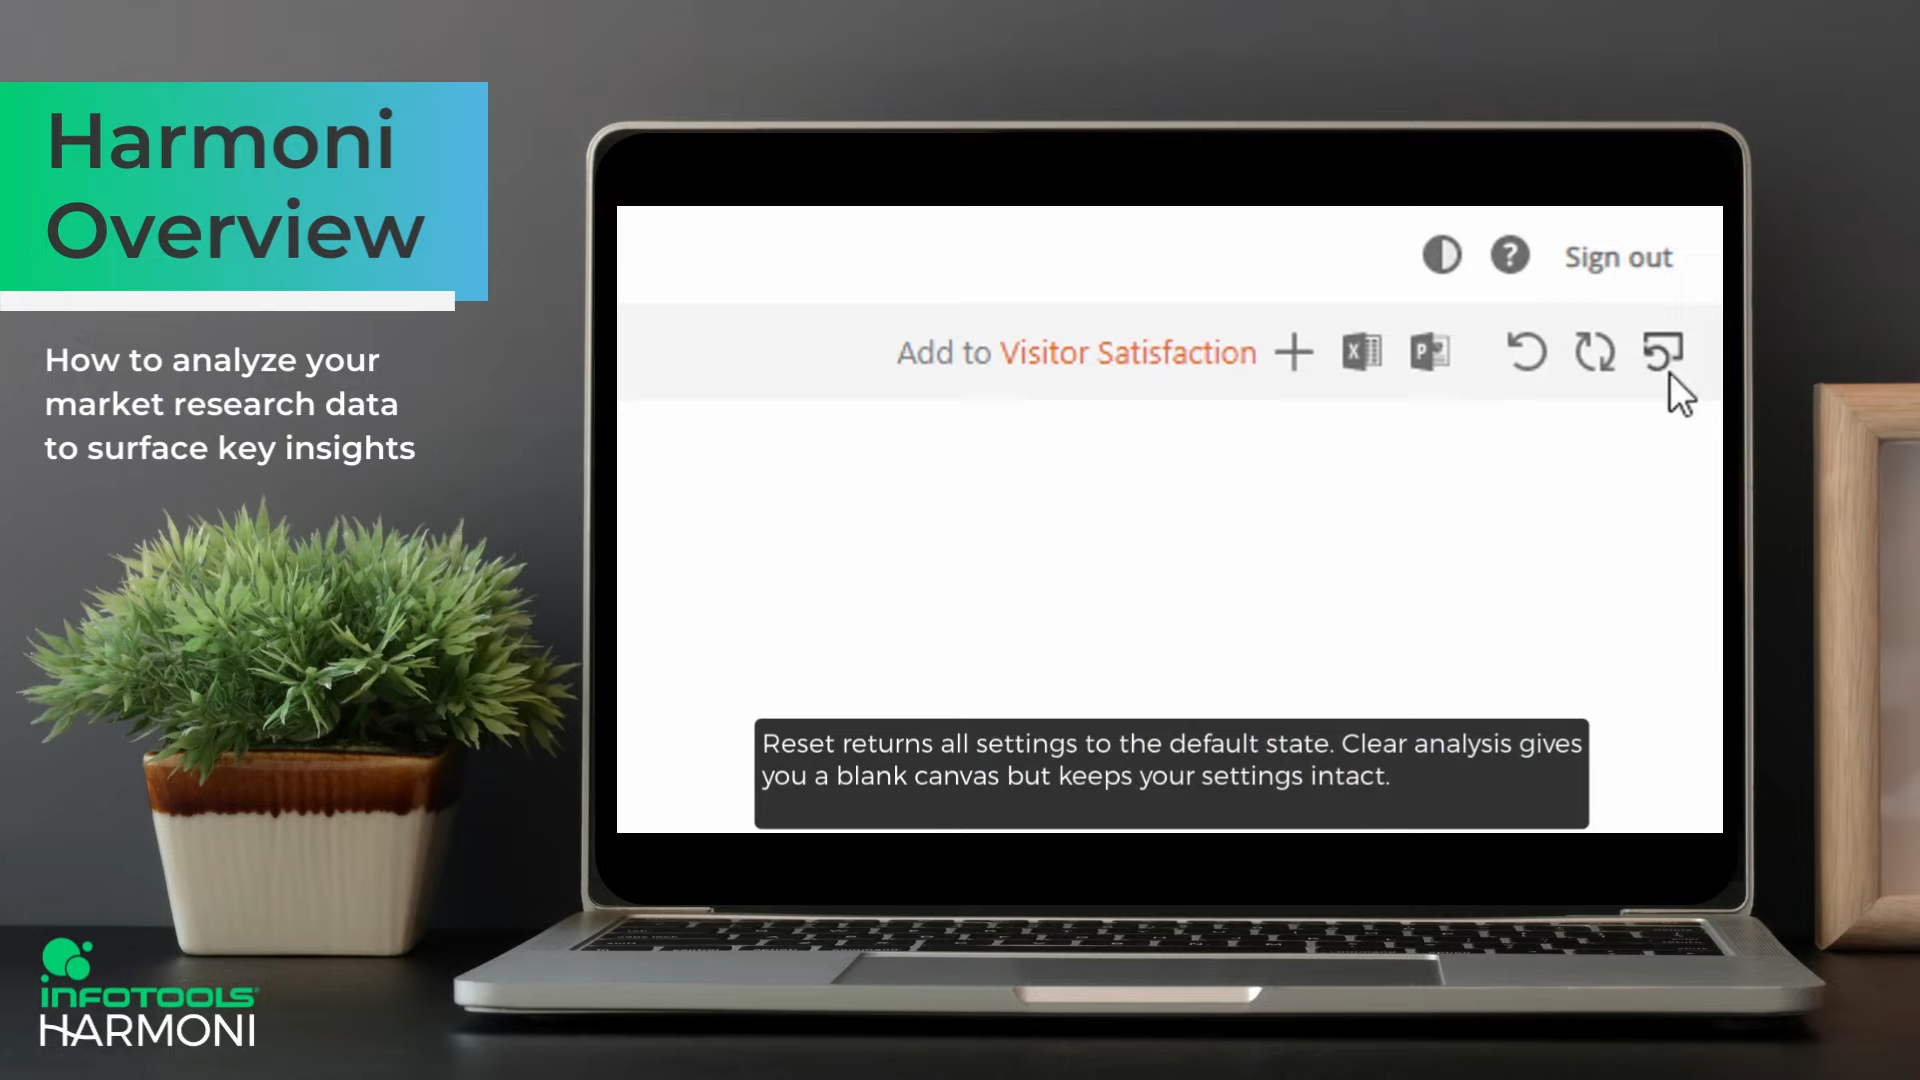 Harmoni
Overview
How to analyze your
market research data
to surface key insights
Sign out
Add to Visitor Satisfaction
Reset returns all settings to the default state. Clear analysis gives
you a blank canvas but keeps your settings intact.
INFOTOOLS®
HARMONI